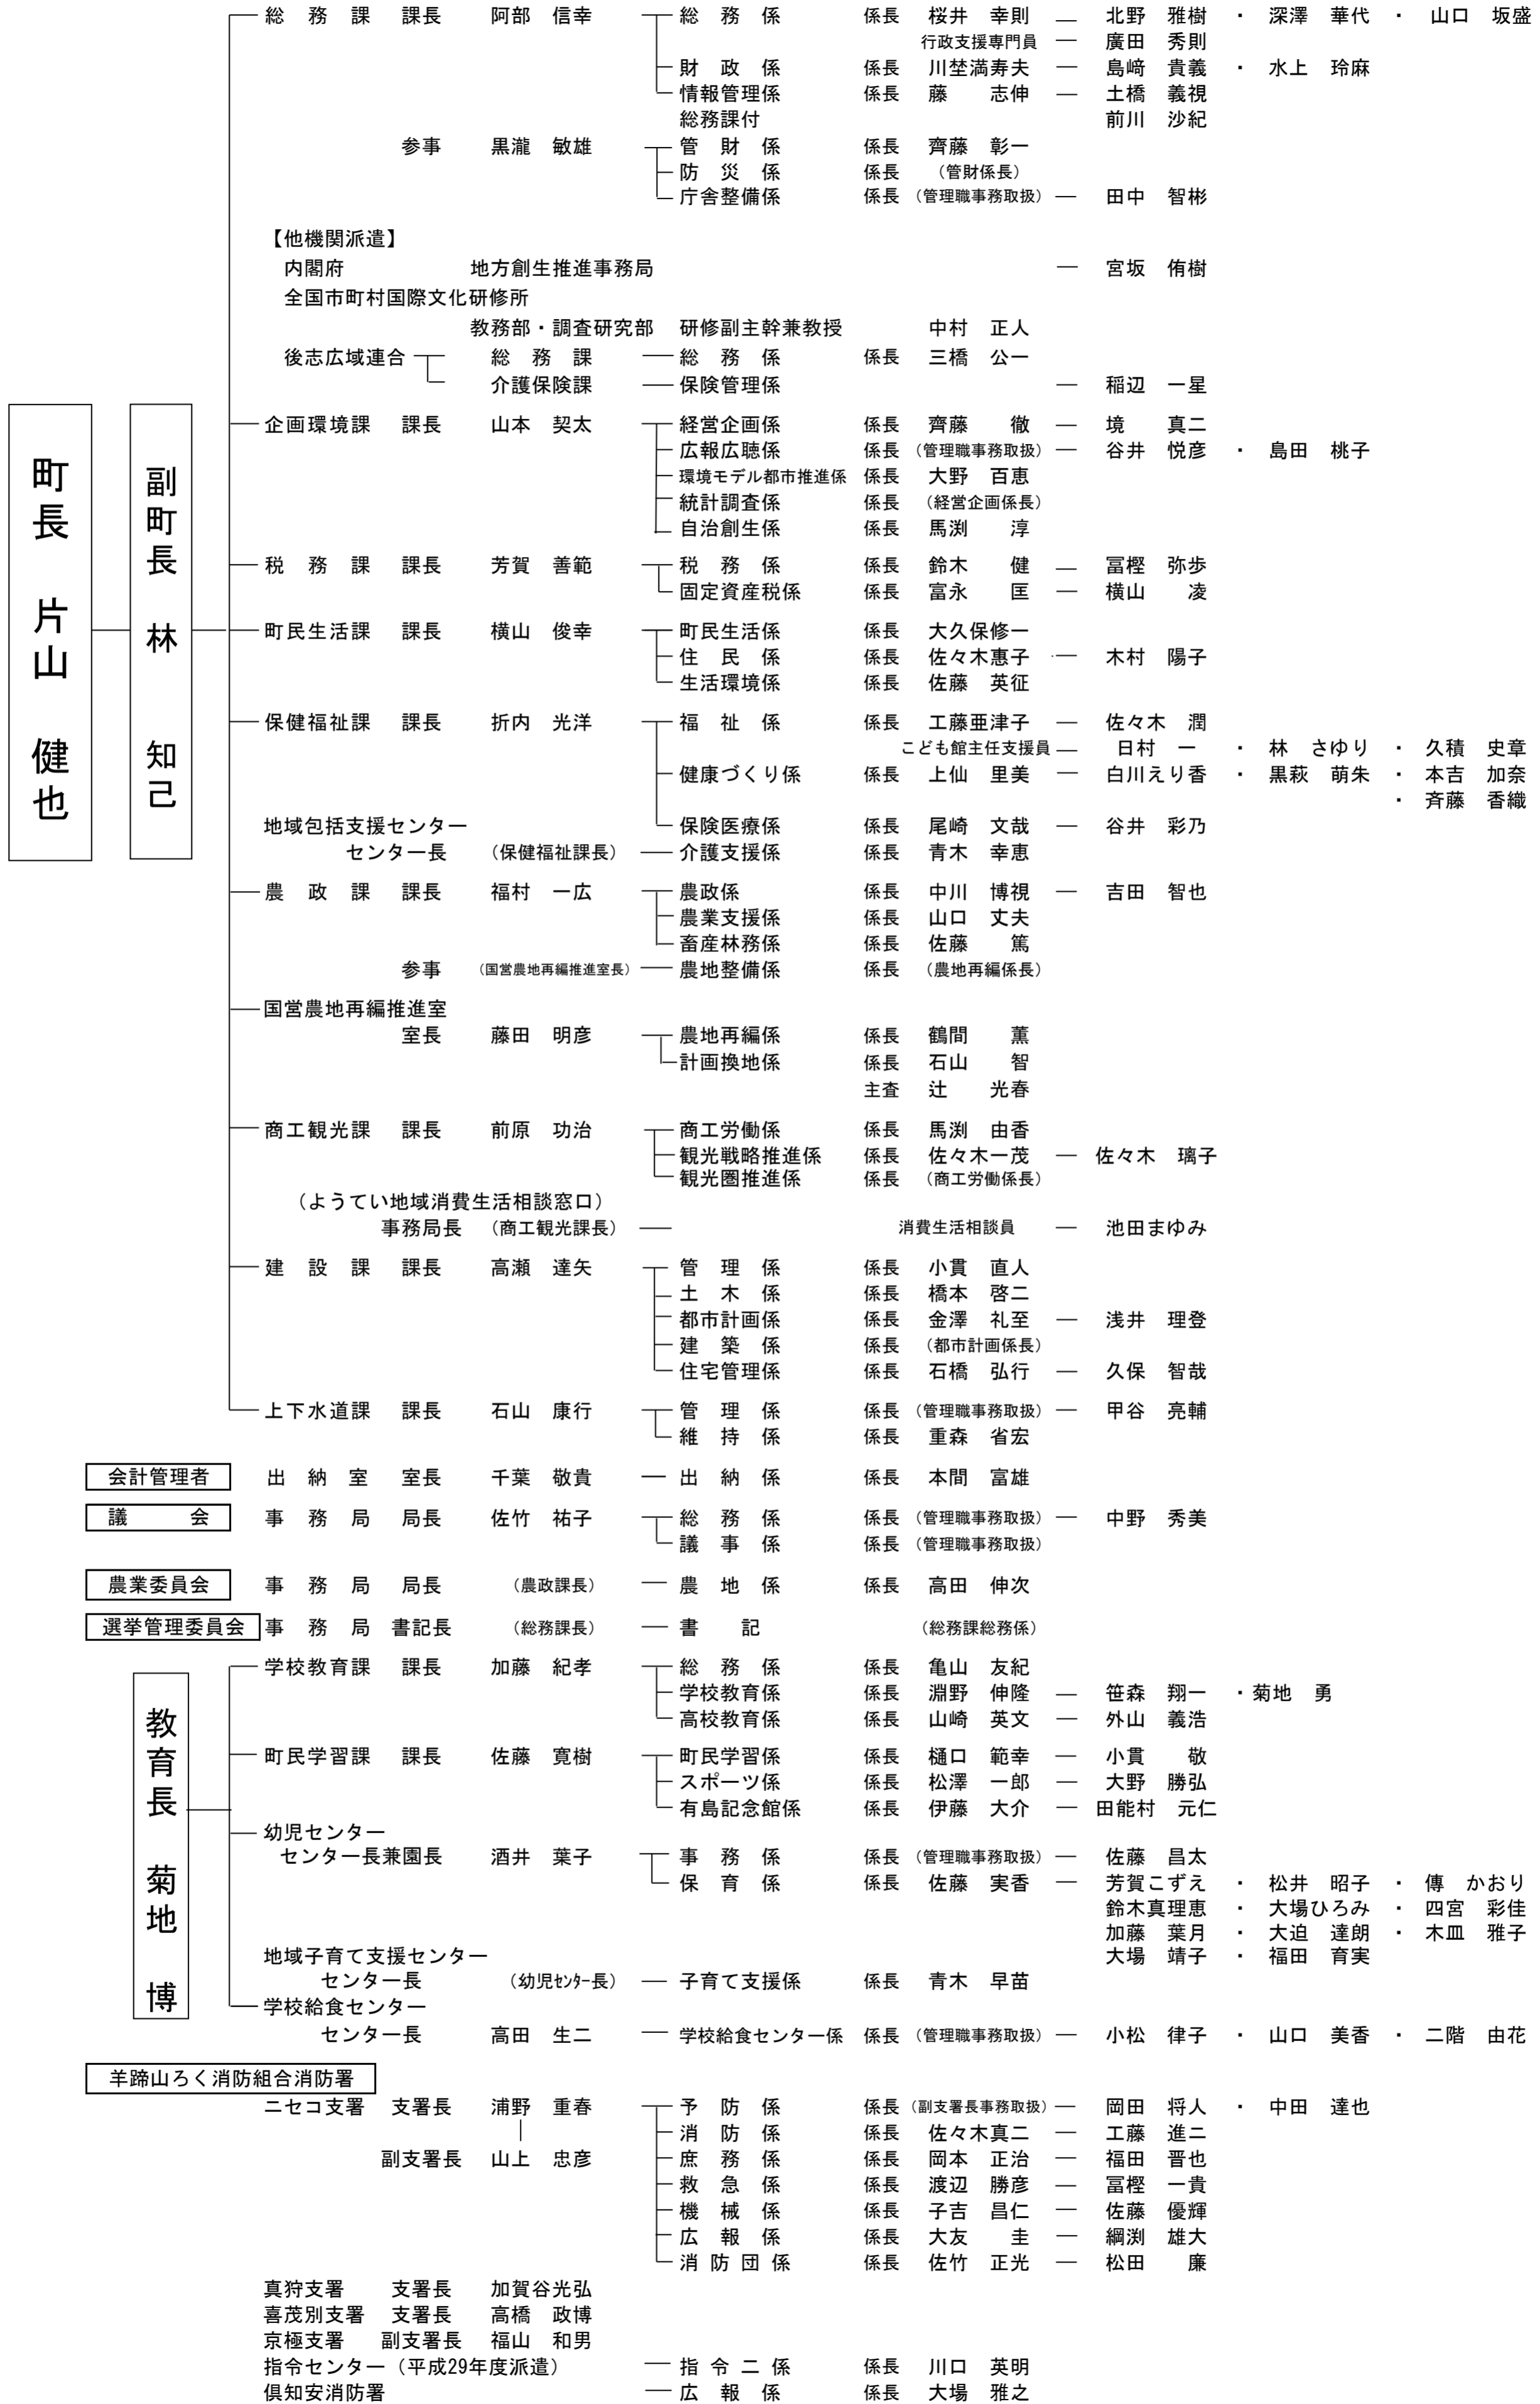 総務課 課長 阿部 信幸 総務係 係長 桜井 幸則 北野 雅樹 ・ 深澤 華代 ・ 山口 坂盛
行政支援専門員 廣田 秀則
財政係 係長 川埜満寿夫 島﨑 貴義 ・ 水上 玲麻
情報管理係 係長 藤 志伸 土橋 義視
総務課付 前川 沙紀
参事 黒瀧 敏雄 管財係 係長 齊藤 彰一
防災係 係長 （管財係長）
庁舎整備係 係長 （管理職事務取扱） 田中 智彬
【他機関派遣】
内閣府 地方創生推進事務局 宮坂 侑樹
全国市町村国際文化研修所
教務部・調査研究部 研修副主幹兼教授 中村 正人
後志広域連合 総務課 総務係 係長 三橋 公一
介護保険課 保険管理係 稲辺 一星
町長 片山 健也
副町長 林 知己
企画環境課 課長 山本 契太 経営企画係 係長 齊藤 徹 境 真二
広報広聴係 係長 （管理職事務取扱） 谷井 悦彦 ・ 島田 桃子
環境モデル都市推進係 係長 大野 百恵
統計調査係 係長 （経営企画係長）
自治創生係 係長 馬渕 淳
税務課 課長 芳賀 善範 税務係 係長 鈴木 健 冨樫 弥歩
固定資産税係 係長 富永 匡 横山 凌
町民生活課 課長 横山 俊幸 町民生活係 係長 大久保修一
住民係 係長 佐々木惠子 木村 陽子
生活環境係 係長 佐藤 英征
保健福祉課 課長 折内 光洋 福祉係 係長 工藤亜津子 佐々木 潤
こども館主任支援員 日村 一 ・ 林 さゆり ・ 久積 史章
健康づくり係 係長 上仙 里美 白川えり香 ・ 黒萩 萌朱 ・ 本吉 加奈
・ 斉藤 香織
地域包括支援センター 保険医療係 係長 尾崎 文哉 谷井 彩乃
センター長 （保健福祉課長） 介護支援係 係長 青木 幸恵
農政課 課長 福村 一広 農政係 係長 中川 博視 吉田 智也
農業支援係 係長 山口 丈夫
畜産林務係 係長 佐藤 篤
参事 （国営農地再編推進室長） 農地整備係 係長 （農地再編係長）
国営農地再編推進室
室長 藤田 明彦 農地再編係 係長 鶴間 薫
計画換地係 係長 石山 智
主査 辻 光春
商工観光課 課長 前原 功治 商工労働係 係長 馬渕 由香
観光戦略推進係 係長 佐々木一茂 佐々木 璃子
観光圏推進係 係長 （商工労働係長）
（ようてい地域消費生活相談窓口）
事務局長 （商工観光課長） 消費生活相談員 池田まゆみ
建設課 課長 高瀬 達矢 管理係 係長 小貫 直人
土木係 係長 橋本 啓二
都市計画係 係長 金澤 礼至 浅井 理登
建築係 係長 （都市計画係長）
住宅管理係 係長 石橋 弘行 久保 智哉
上下水道課 課長 石山 康行 管理係 係長 （管理職事務取扱） 甲谷 亮輔
維持係 係長 重森 省宏
会計管理者 出納室 室長 千葉 敬貴 出納係 係長 本間 富雄
議会 事務局 局長 佐竹 祐子 総務係 係長 （管理職事務取扱） 中野 秀美
議事係 係長 （管理職事務取扱）
農業委員会 事務局 局長 （農政課長） 農地係 係長 高田 伸次
選挙管理委員会 事務局 書記長 （総務課長） 書記 （総務課総務係）
教育長 菊地 博
学校教育課 課長 加藤 紀孝 総務係 係長 亀山 友紀
学校教育係 係長 淵野 伸隆 笹森 翔一 ・菊地 勇
高校教育係 係長 山崎 英文 外山 義浩
町民学習課 課長 佐藤 寛樹 町民学習係 係長 樋口 範幸 小貫 敬
スポーツ係 係長 松澤 一郎 大野 勝弘
有島記念館係 係長 伊藤 大介 田能村 元仁
幼児センター
センター長兼園長 酒井 葉子 事務係 係長 （管理職事務取扱） 佐藤 昌太
保育係 係長 佐藤 実香 芳賀こずえ ・ 松井 昭子 ・ 傳 かおり
鈴木真理恵 ・ 大場ひろみ ・ 四宮 彩佳
加藤 葉月 ・ 大迫 達朗 ・ 木皿 雅子
地域子育て支援センター 大場 靖子 ・ 福田 育実
センター長 （幼児ｾﾝﾀｰ長） 子育て支援係 係長 青木 早苗
学校給食センター
センター長 高田 生二 学校給食センター係 係長 （管理職事務取扱） 小松 律子 ・ 山口 美香 ・ 二階 由花
羊蹄山ろく消防組合消防署
ニセコ支署 支署長 浦野 重春 予防係 係長 （副支署長事務取扱） 岡田 将人 ・ 中田 達也
消防係 係長 佐々木真二 工藤 進ニ
副支署長 山上 忠彦 庶務係 係長 岡本 正治 福田 晋也
救急係 係長 渡辺 勝彦 冨樫 一貴
機械係 係長 子吉 昌仁 佐藤 優輝
広報係 係長 大友 圭 綱渕 雄大
消防団係 係長 佐竹 正光 松田 廉
真狩支署 支署長 加賀谷光弘
喜茂別支署 支署長 高橋 政博
京極支署 副支署長 福山 和男
指令センター（平成29年度派遣） 指令二係 係長 川口 英明
倶知安消防署 広報係 係長 大場 雅之